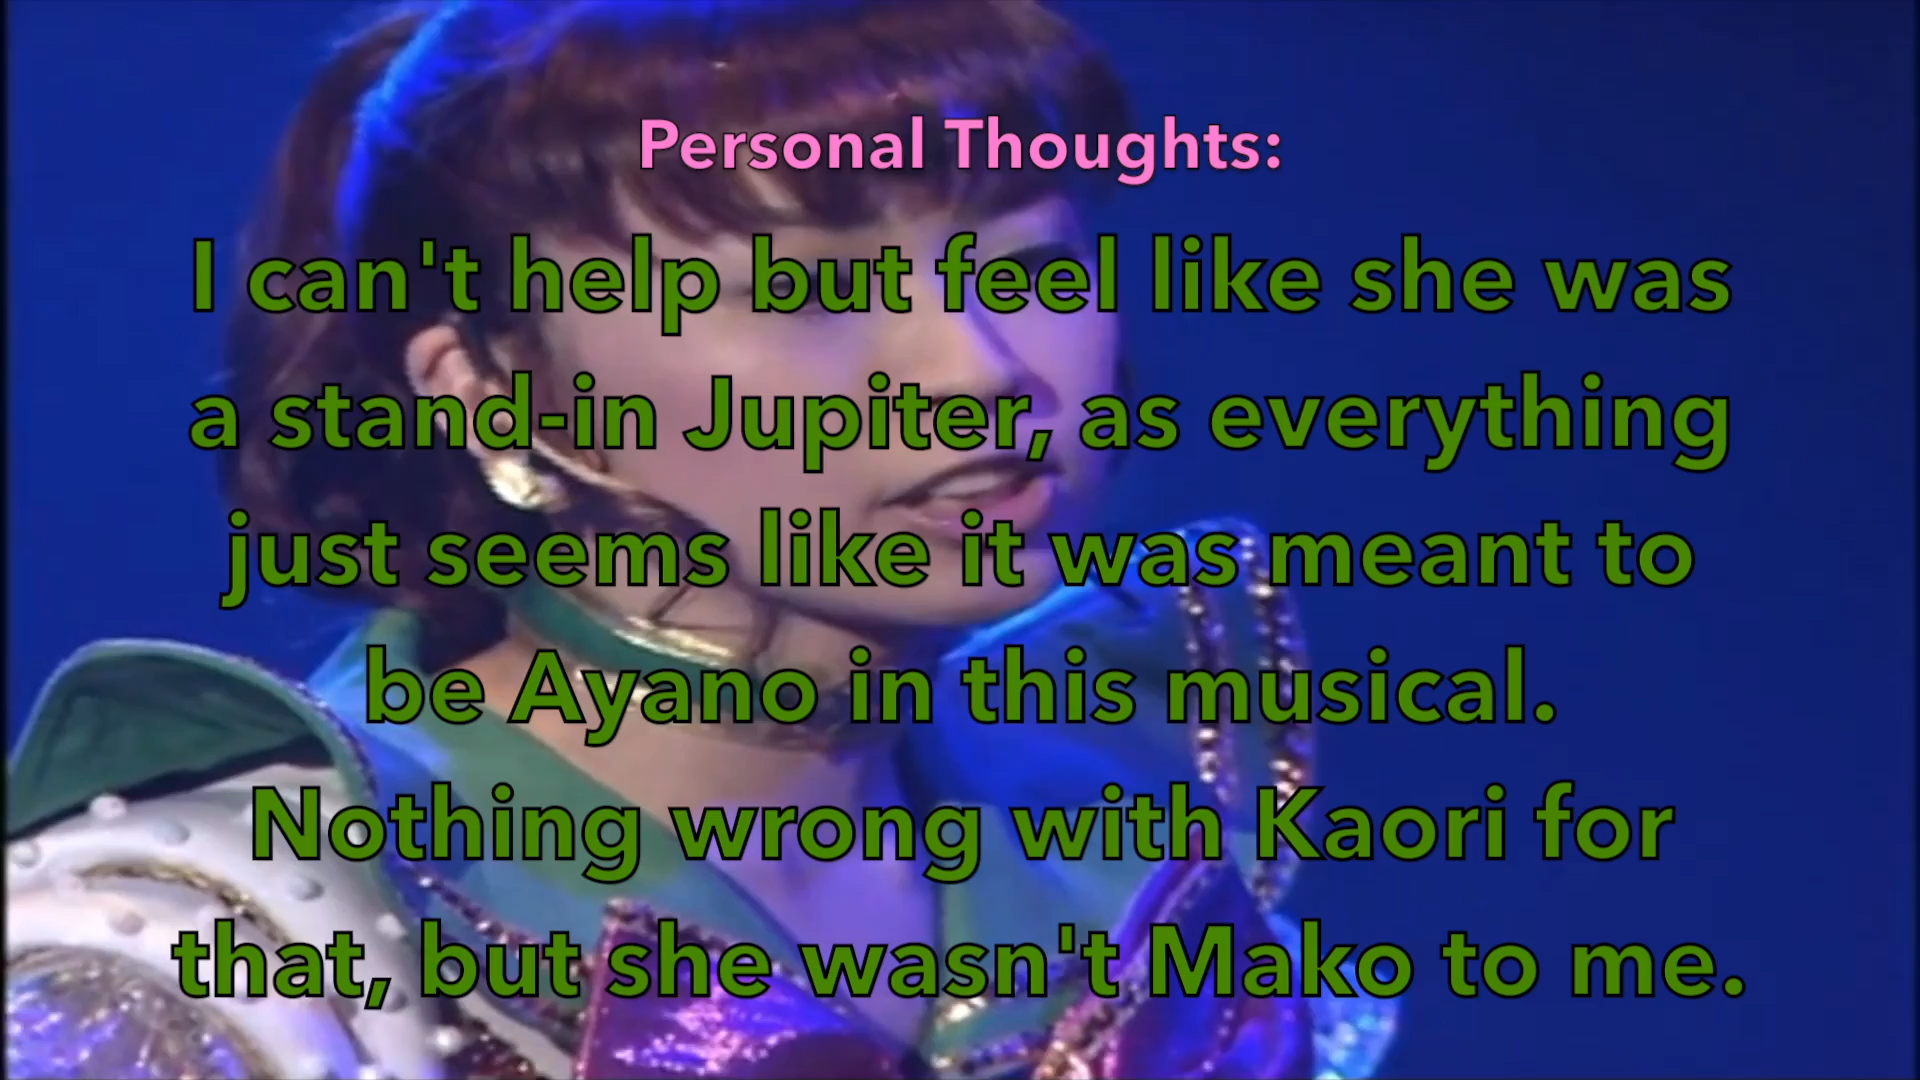 Personal Thoughts:
I can't help but feel like she was
a stand-in Jupiter, as everything
just seems like it was meant to
be Ayano in this musical.
Nothing wrong with Kaori for
that, but she wasn't Mako to me.